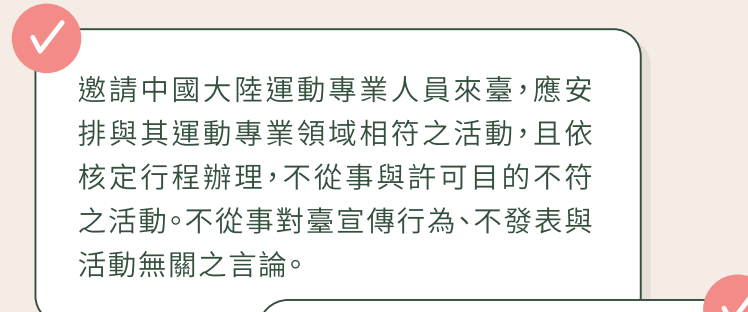 邀請中國大陸運動專業人員來臺，應安
排與其運動專業領域相符之活動，且依
核定行程辦理，不從事與許可目的不符
之活動。不從事對臺宣傳行為、不發表與
活動無關之言論。